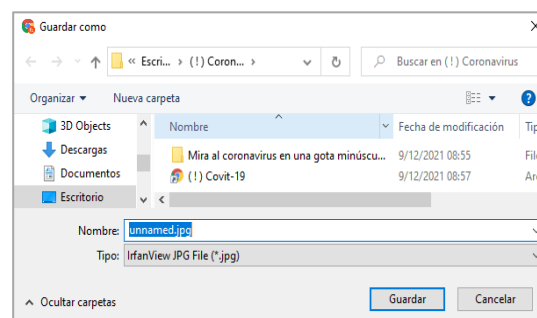 Guardar como
« Escri... › (!) Coron... ›
Buscar en (!) Coronavirus
Organizar
Nueva carpeta
3D Objects
Descargas
Documentos
Escritorio
Nombre
Fecha de modificación
Tip
Mira al coronavirus en una gota minúscu...
9/12/2021 08:55
File
(!) Covit-19
9/12/2021 08:57
Arc
Nombre: unnamed.jpg
Tipo: IrfanView JPG File (*.jpg)
Ocultar carpetas
Guardar
Cancelar